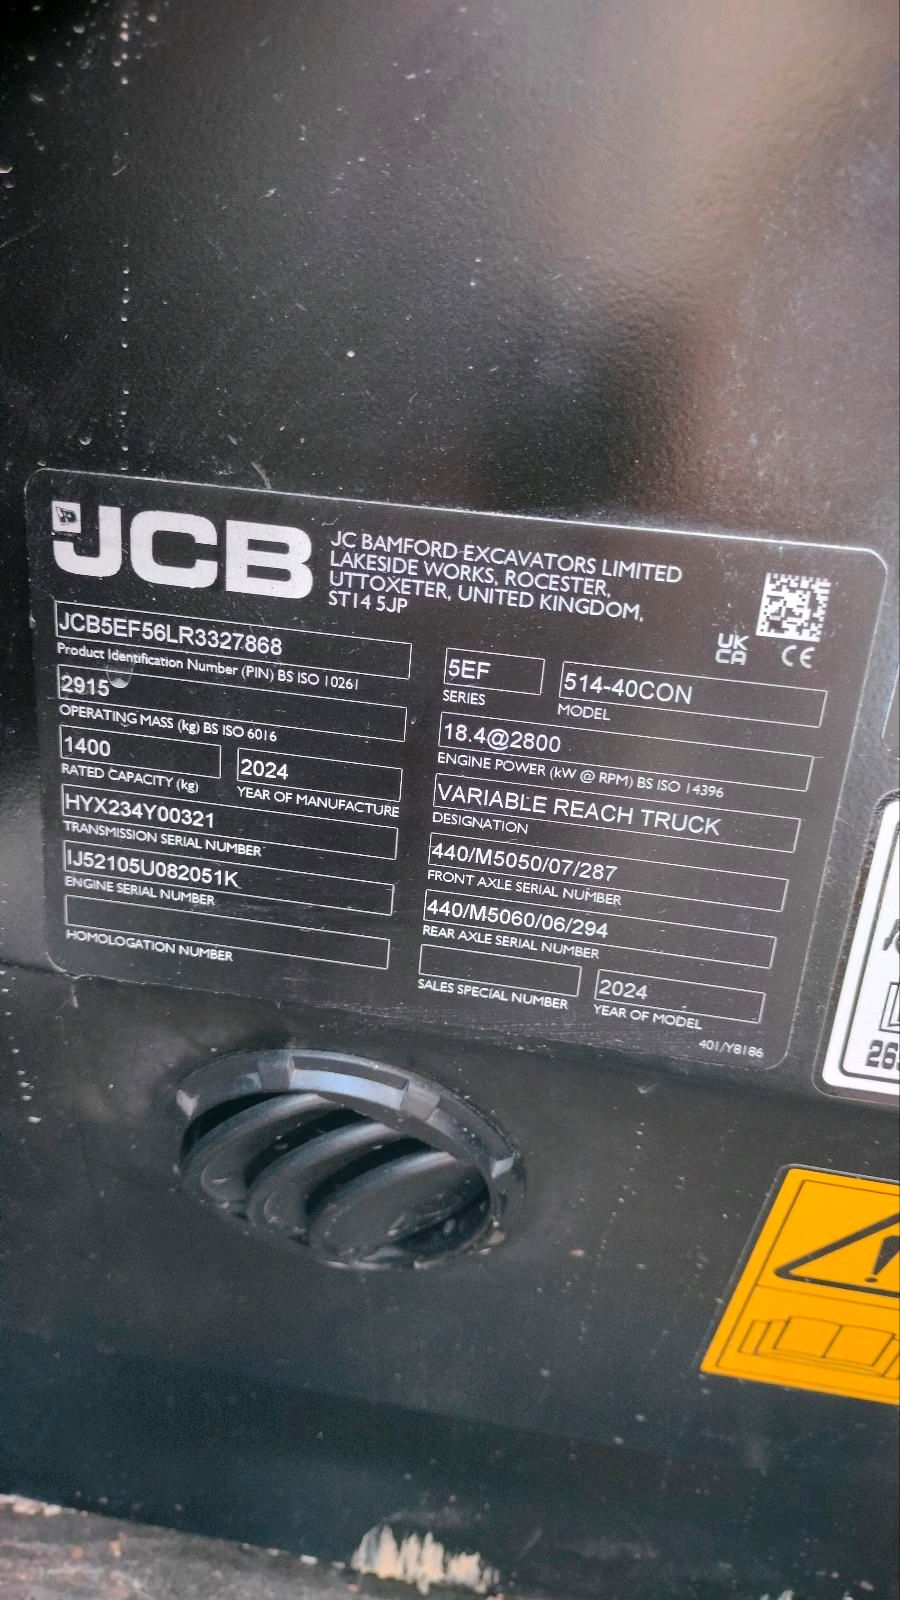 JCB
JC BAMFORD EXCAVATORS LIMITED
LAKESIDE WORKS, ROCESTER,
UTTOXETER, UNITED KINGDOM,
ST14 5JP
UK
CA
CE
JCB5EF56LR3327868
Product Identification Number (PIN) BS ISO 10261
2915
OPERATING MASS (kg) BS ISO 6016
1400
RATED CAPACITY (kg)
2024
YEAR OF MANUFACTURE
HYX234Y00321
TRANSMISSION SERIAL NUMBER
IJ52105U082051K
ENGINE SERIAL NUMBER
HOMOLOGATION NUMBER
5EF
SERIES
514-40CON
MODEL
18.4@2800
ENGINE POWER (kW @ RPM) BS ISO 14396
VARIABLE REACH TRUCK
DESIGNATION
440/M5050/07/287
FRONT AXLE SERIAL NUMBER
440/M5060/06/294
REAR AXLE SERIAL NUMBER
SALES SPECIAL NUMBER
2024
YEAR OF MODEL
401/Y8186